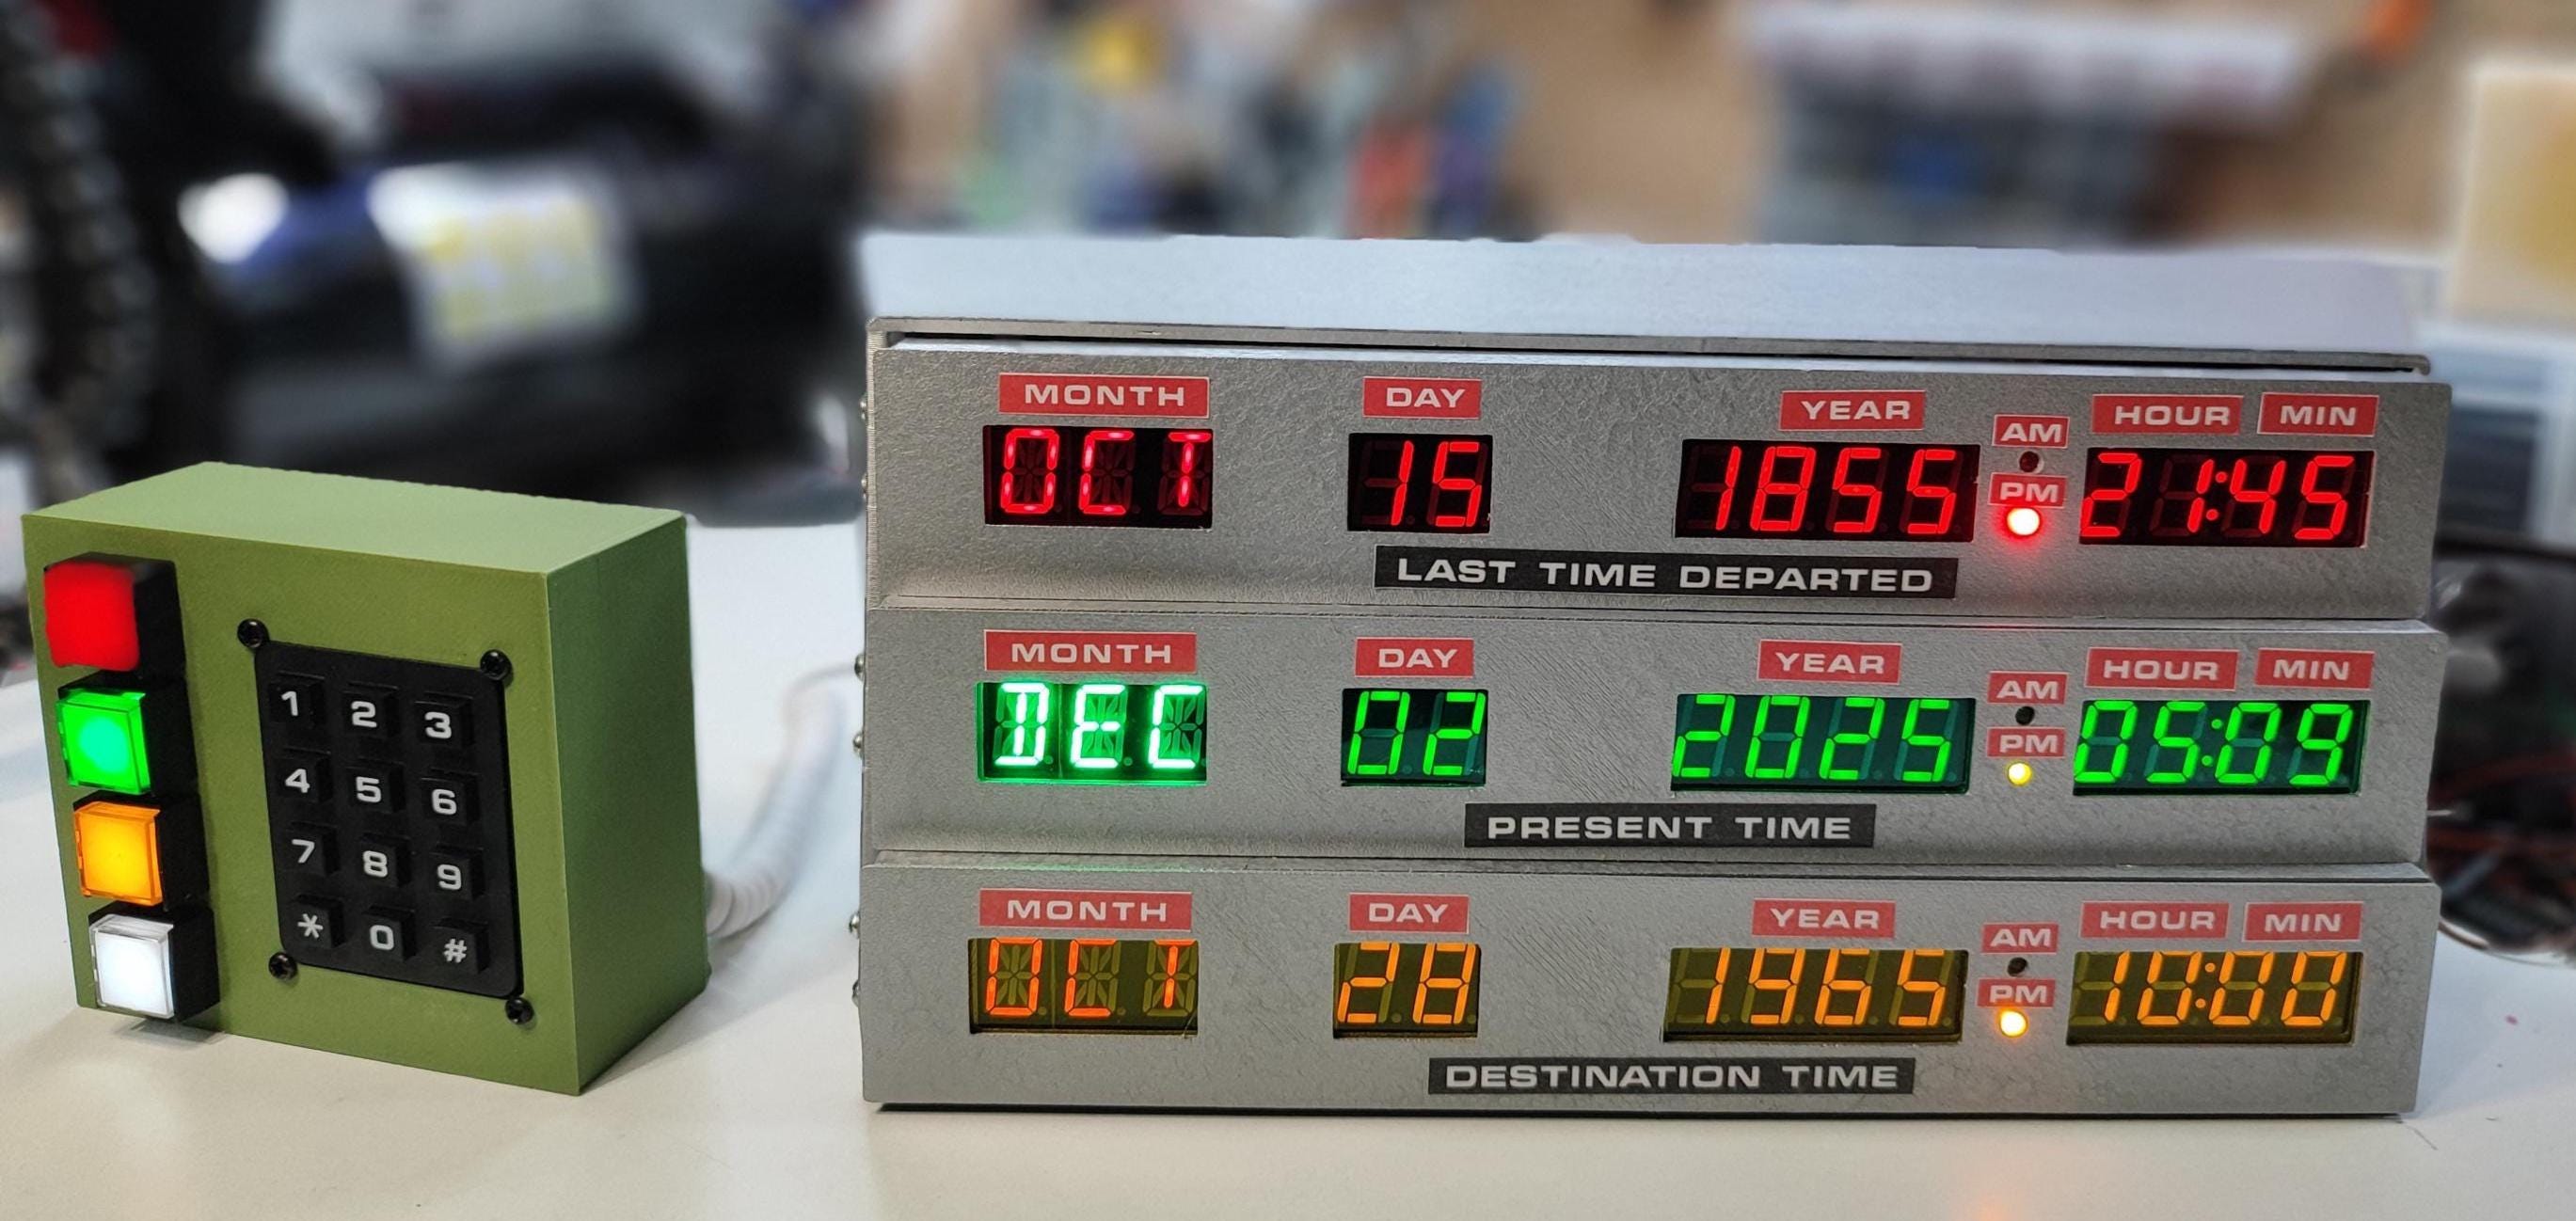 MONTH DAY YEAR AM HOUR MIN
OCT 15 1855 PM 21:45
LAST TIME DEPARTED
MONTH DAY YEAR AM HOUR MIN
DEC 02 2025 PM 05:09
PRESENT TIME
MONTH DAY YEAR AM HOUR MIN
OCT 28 1965 PM 10:00
DESTINATION TIME
1 2 3
4 5 6
7 8 9
* 0 #